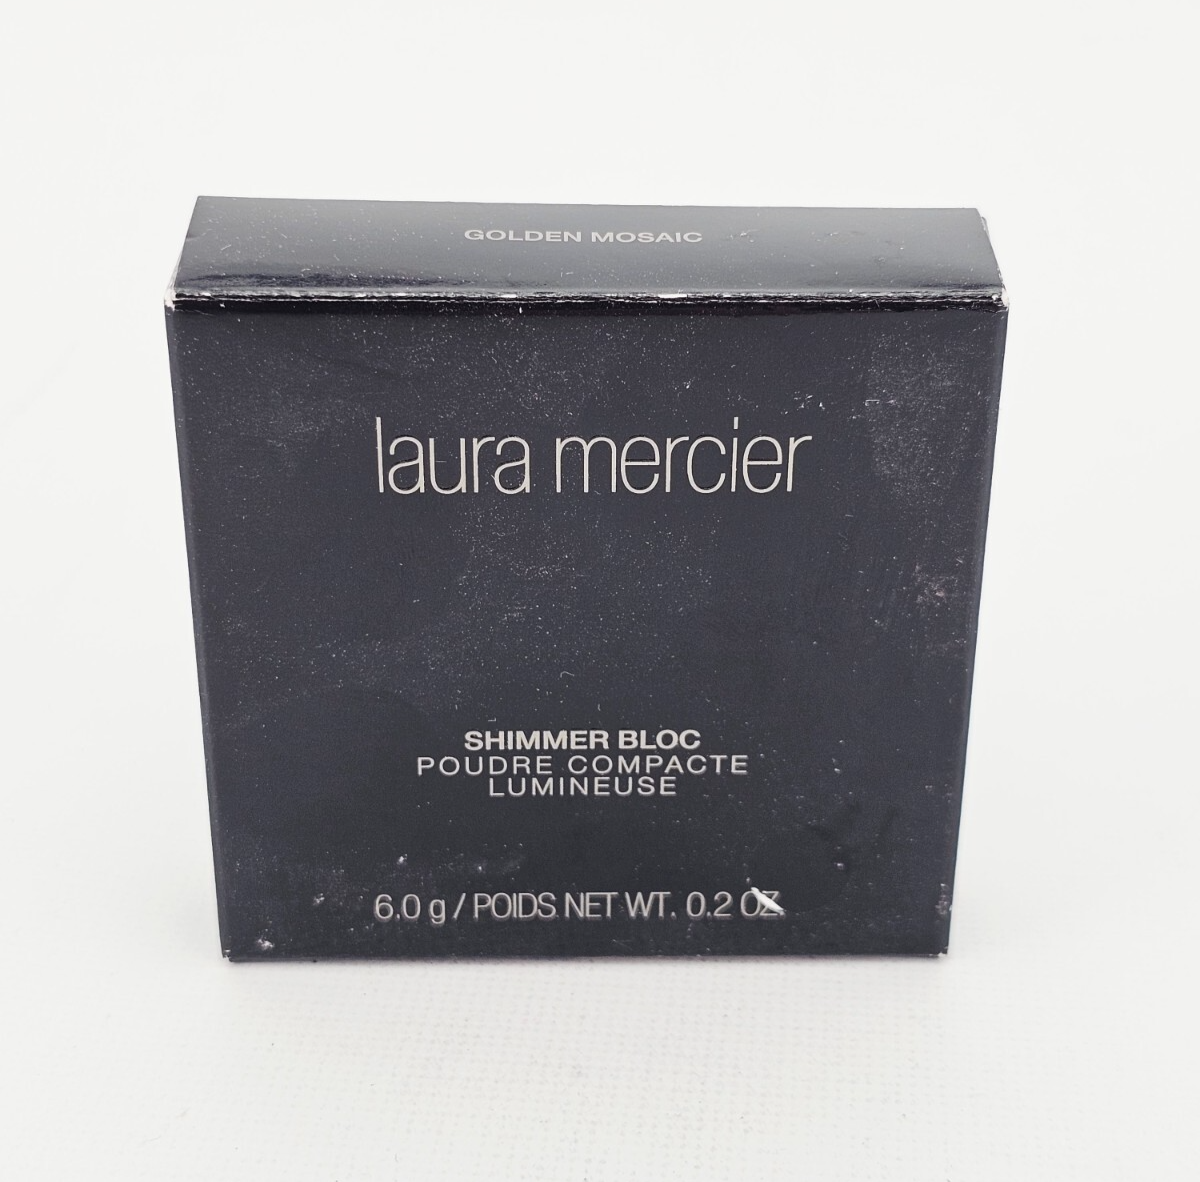 GOLDEN MOSAIC
laura mercier
SHIMMER BLOC
POUDRE COMPACTE
LUMINEUSE
6.0 g / POIDS NET WT. 0.2 OZ.